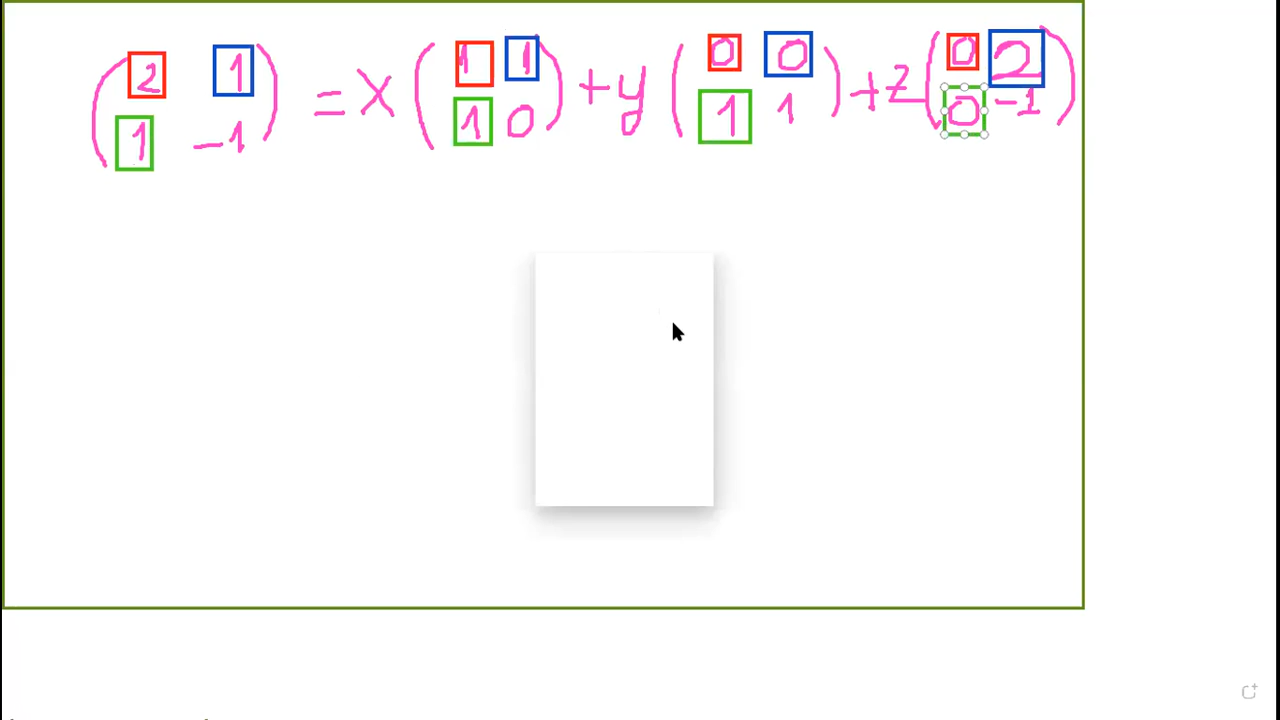 (2 1 = x (1 1 + y (0 0 ) + z (0 2 )
1 -1) 1 0) 1 1 0 -1